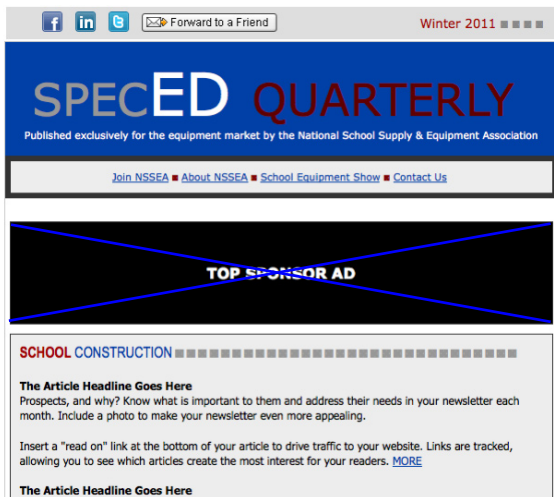 Forward to a Friend
Winter 2011
SPECED QUARTERLY
Published exclusively for the equipment market by the National School Supply & Equipment Association
Join NSSEA ■ About NSSEA ■ School Equipment Show ■ Contact Us
TOP SPONSOR AD
SCHOOL CONSTRUCTION
The Article Headline Goes Here
Prospects, and why? Know what is important to them and address their needs in your newsletter each
month. Include a photo to make your newsletter even more appealing.
Insert a "read on" link at the bottom of your article to drive traffic to your website. Links are tracked,
allowing you to see which articles create the most interest for your readers. MORE
The Article Headline Goes Here